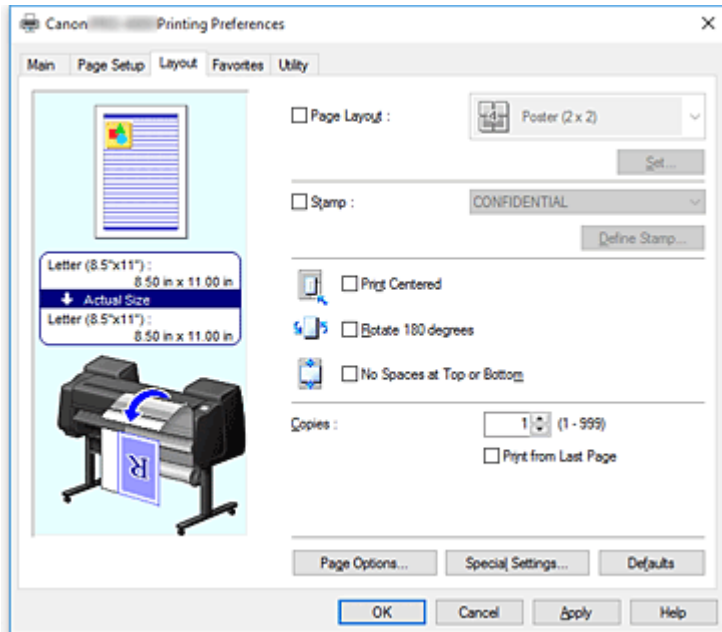 Canon Printing Preferences
Main Page Setup Layout Favorites Utility
Page Layout : Poster (2 x 2)
Set...
Stamp : CONFIDENTIAL
Define Stamp...
Letter (8.5"x11") :
8.50 in x 11.00 in
Actual Size
Letter (8.5"x11") :
8.50 in x 11.00 in
Print Centered
Rotate 180 degrees
No Spaces at Top or Bottom
Copies : 1 (1 - 999)
Print from Last Page
R
Page Options... Special Settings... Defaults
OK Cancel Apply Help